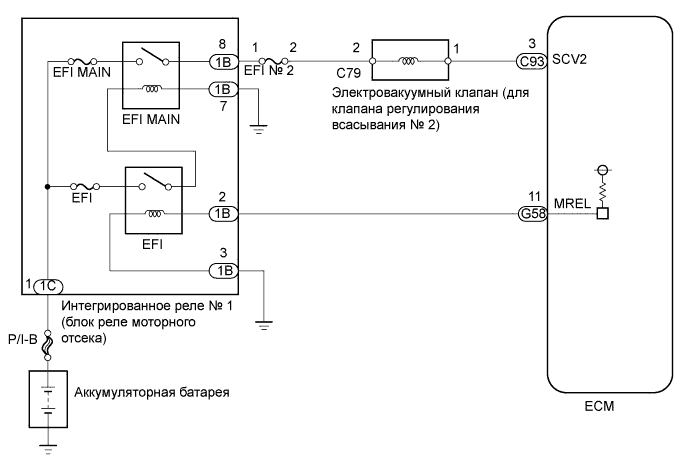 8
1
2
2
1
3
EFI MAIN
1B
EFI № 2
C79
C93
SCV2
1B
7
EFI MAIN
Электровакуумный клапан (для
клапана регулирования
всасывания № 2)
EFI
2
1B
11
G58
MREL
EFI
3
1B
1
1C
Интегрированное реле № 1
(блок реле моторного
отсека)
P/I-B
Аккумуляторная батарея
ECM